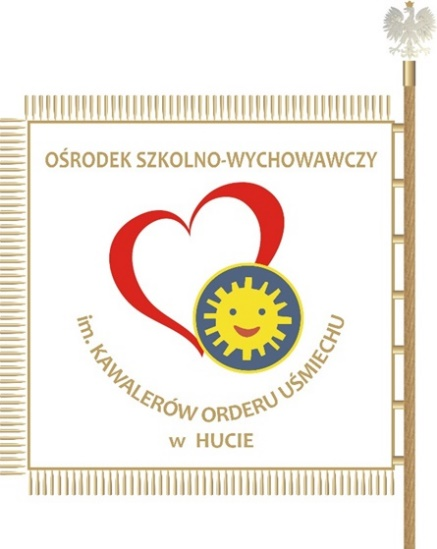 OŚRODEK SZKOLNO-WYCHOWAWCZY
im. KAWALERÓW ORDERU UŚMIECHU
w HUCIE